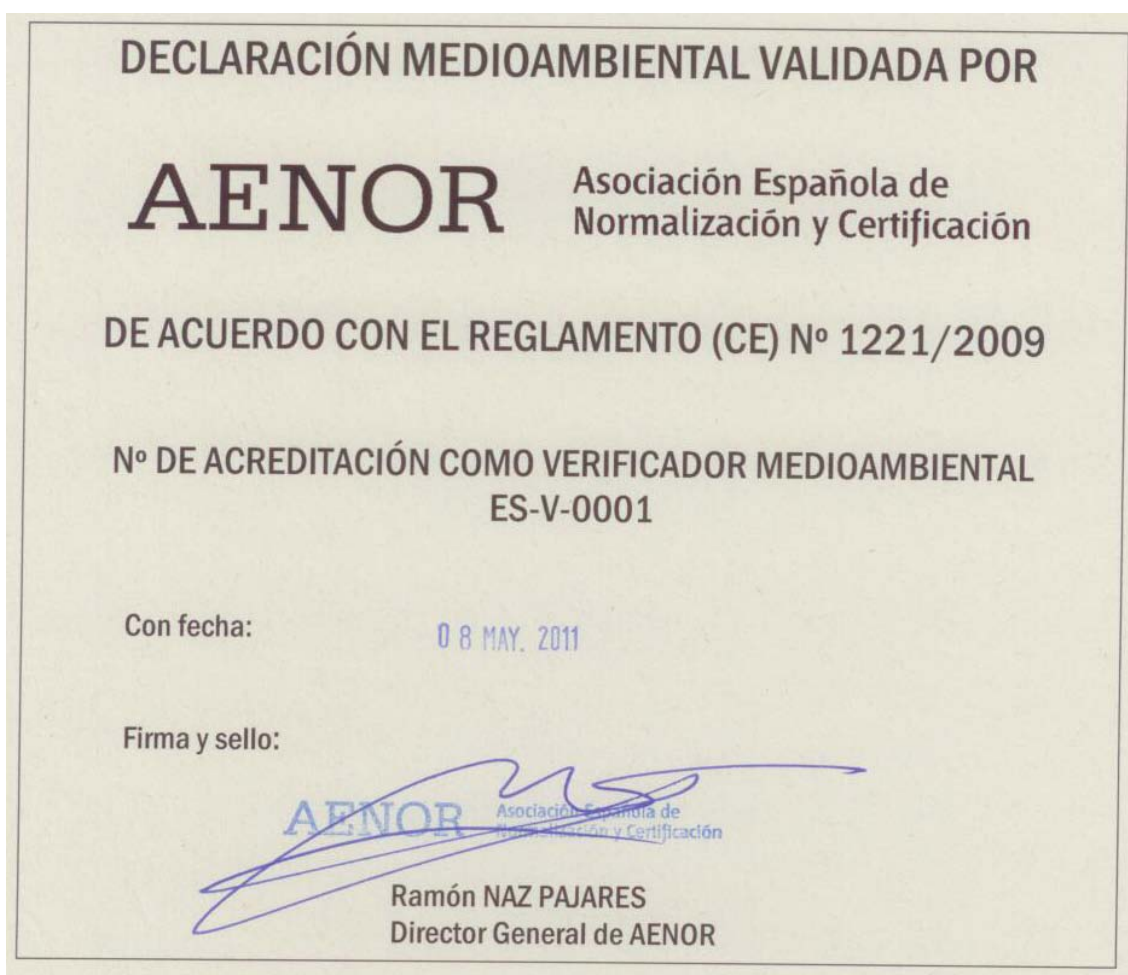 DECLARACIÓN MEDIOAMBIENTAL VALIDADA POR
AENOR
Asociación Española de
Normalización y Certificación
DE ACUERDO CON EL REGLAMENTO (CE) Nº 1221/2009
Nº DE ACREDITACIÓN COMO VERIFICADOR MEDIOAMBIENTAL
ES-V-0001
Con fecha:
08 MAY. 2011
Firma y sello:
AENOR
Asociación Española de
Normalización y Certificación
Ramón NAZ PAJARES
Director General de AENOR